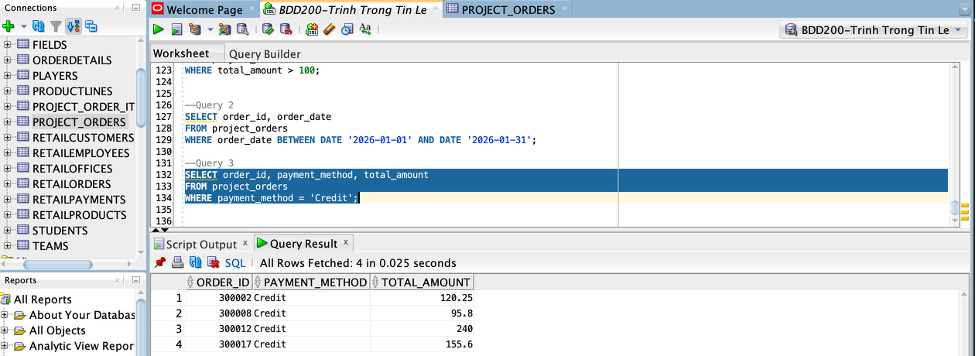 Connections
Welcome Page
BDD200-Trinh Trong Tin Le
PROJECT_ORDERS
BDD200-Trinh Trong Tin Le
Worksheet
Query Builder
FIELDS
ORDERDETAILS
PLAYERS
PRODUCTLINES
PROJECT_ORDER_IT
PROJECT_ORDERS
RETAILCUSTOMERS
RETAILEMPLOYEES
RETAILOFFICES
RETAILORDERS
RETAILPAYMENTS
RETAILPRODUCTS
STUDENTS
TEAMS
123 WHERE total_amount > 100;
124
125
126 --Query 2
127 SELECT order_id, order_date
128 FROM project_orders
129 WHERE order_date BETWEEN DATE '2026-01-01' AND DATE '2026-01-31';
130
131 --Query 3
132 SELECT order_id, payment_method, total_amount
133 FROM project_orders
134 WHERE payment_method = 'Credit';
135
136
Script Output
Query Result
SQL
All Rows Fetched: 4 in 0.025 seconds
ORDER_ID PAYMENT_METHOD TOTAL_AMOUNT
1 300002 Credit 120.25
2 300008 Credit 95.8
3 300012 Credit 240
4 300017 Credit 155.6
Reports
All Reports
About Your Databas
All Objects
Analytic View Repor